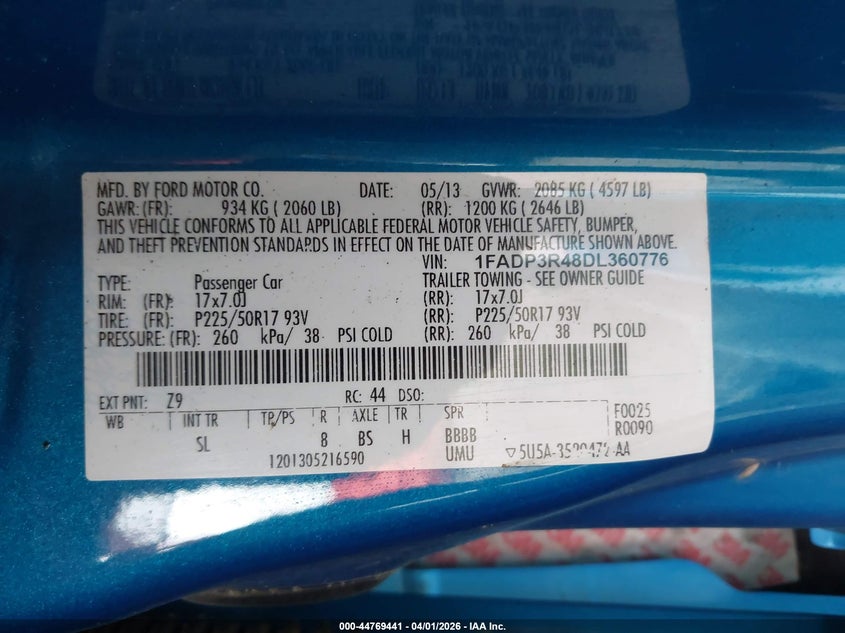 MFD. BY FORD MOTOR CO. DATE: 05/13 GVWR: 2085 KG ( 4597 LB)
GAWR: (FR): 934 KG ( 2060 LB) (RR): 1200 KG ( 2646 LB)
THIS VEHICLE CONFORMS TO ALL APPLICABLE FEDERAL MOTOR VEHICLE SAFETY, BUMPER,
AND THEFT PREVENTION STANDARDS IN EFFECT ON THE DATE OF MANUFACTURE SHOWN ABOVE.
VIN: 1FADP3R48DL360776
TYPE: Passenger Car TRAILER TOWING - SEE OWNER GUIDE
RIM: (FR): 17x7.0J (RR): 17x7.0J
TIRE: (FR): P225/50R17 93V (RR): P225/50R17 93V
PRESSURE: (FR): 260 kPa/ 38 PSI COLD (RR): 260 kPa/ 38 PSI COLD
EXT PNT: Z9 RC: 44 DSO:
WB INT TR TP/PS R AXLE TR SPR F0025
SL 8 BS H BBBB R0090
1201305216590 UMU
000-44769441 - 04/01/2026 - IAA Inc.